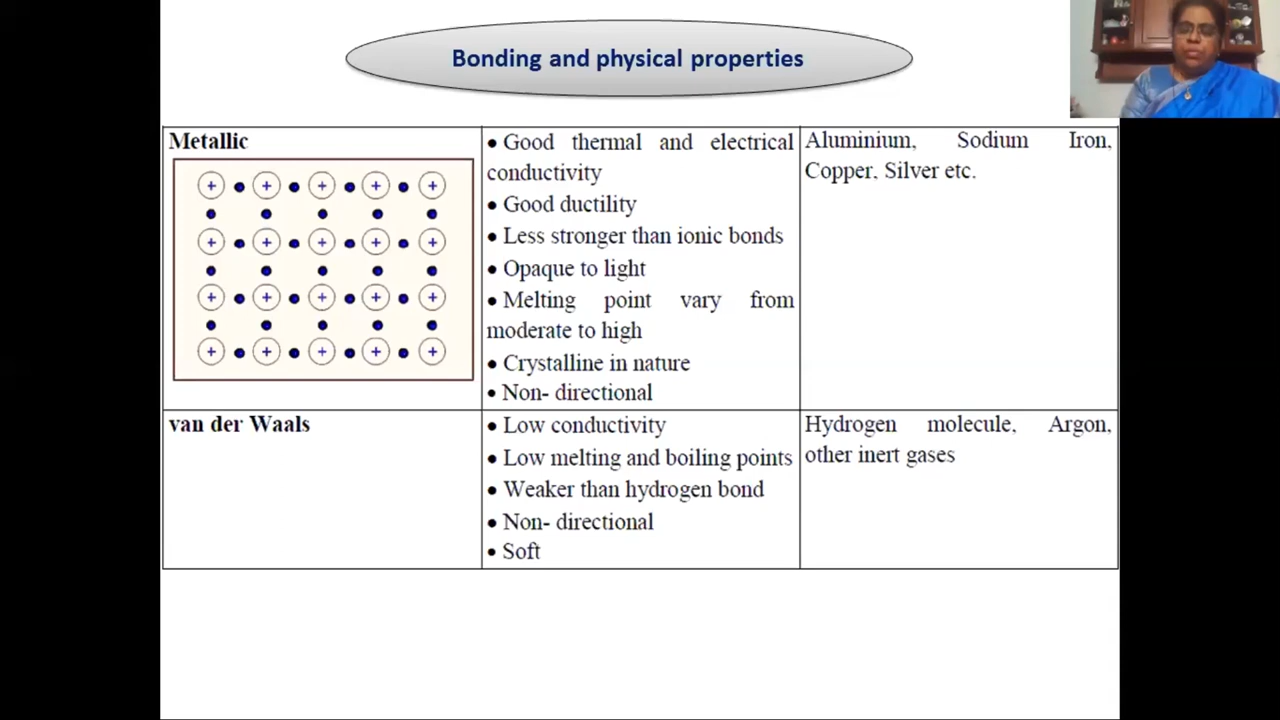 Bonding and physical properties
Metallic
+ + + + +
+ + + + +
+ + + + +
+ + + + +
• Good thermal and electrical
conductivity
• Good ductility
• Less stronger than ionic bonds
• Opaque to light
• Melting point vary from
moderate to high
• Crystalline in nature
• Non- directional
Aluminium, Sodium Iron,
Copper, Silver etc.
van der Waals
• Low conductivity
• Low melting and boiling points
• Weaker than hydrogen bond
• Non- directional
• Soft
Hydrogen molecule, Argon,
other inert gases